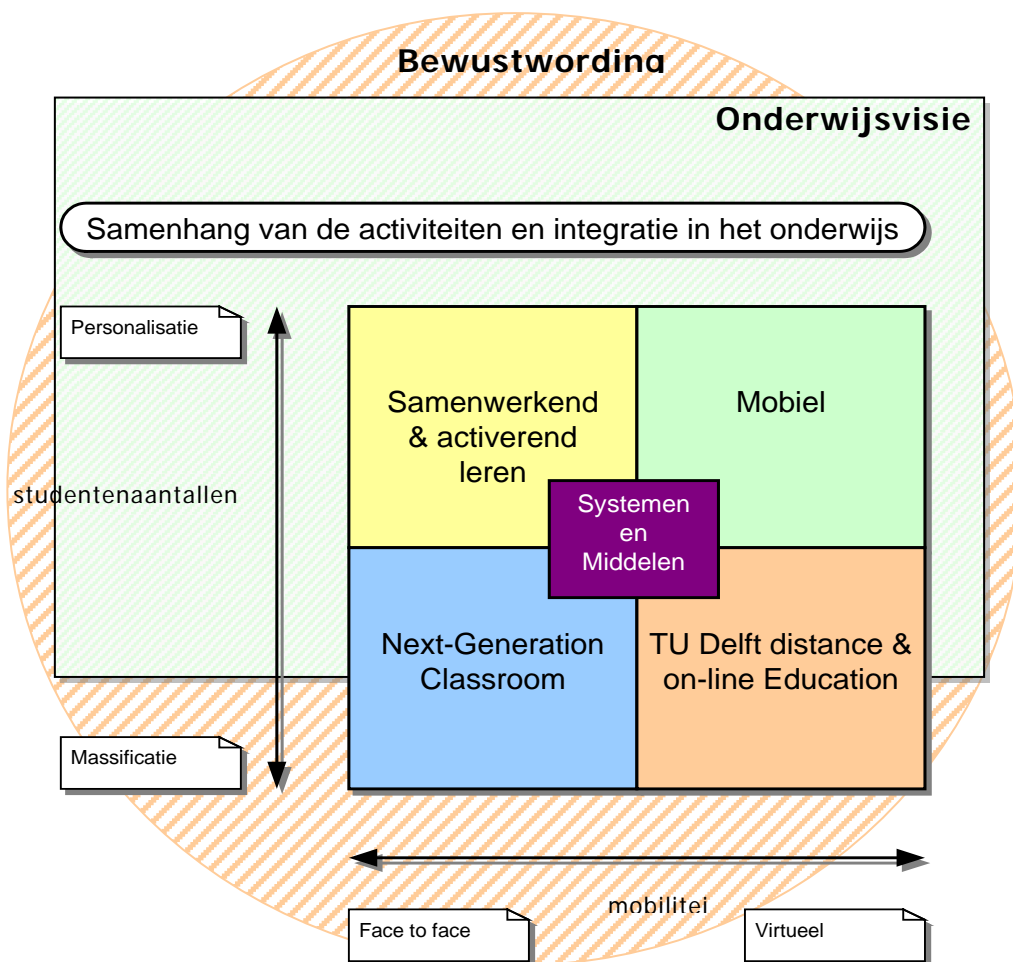 Bewustwording
Onderwijsvisie
Samenhang van de activiteiten en integratie in het onderwijs
Personalisatie
Samenwerkend
& activerend
leren
Mobiel
studentenaantallen
Systemen
en
Middelen
Next-Generation
Classroom
TU Delft distance &
on-line Education
Massificatie
mobilitei
Face to face
Virtueel